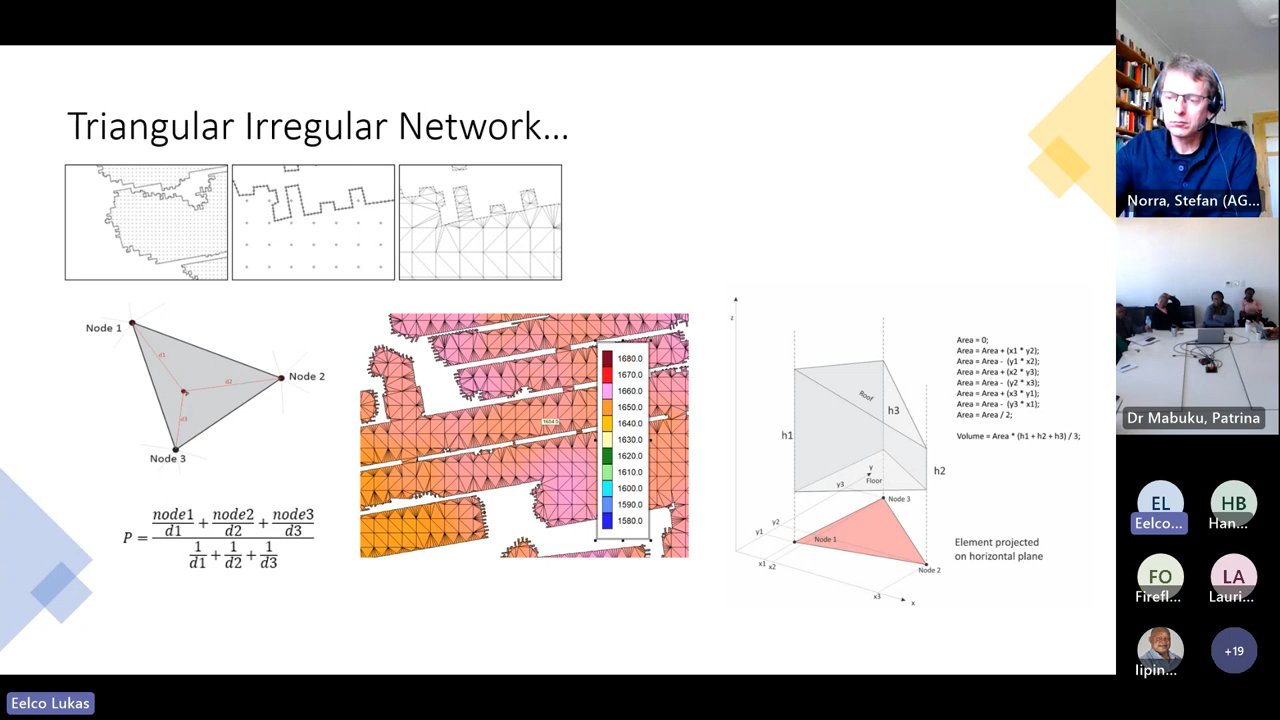 Triangular Irregular Network...
Node 1
d1
d2
Node 2
d3
Node 3
P = node1/d1 + node2/d2 + node3/d3
1/d1 + 1/d2 + 1/d3
1680.0
1670.0
1660.0
1650.0
1640.0
1630.0
1620.0
1610.0
1600.0
1590.0
1580.0
z
Roof
h1
h3
h2
y
Floor
y3
Node 3
y2
y1
Node 1
x1
x2
Node 2
x3
x
Area = 0;
Area = Area + (x1 * y2);
Area = Area - (y1 * x2);
Area = Area + (x2 * y3);
Area = Area - (y2 * x3);
Area = Area + (x3 * y1);
Area = Area - (y3 * x1);
Area = Area / 2;
Volume = Area * (h1 + h2 + h3) / 3;
Element projected
on horizontal plane
Norra, Stefan (AG...
Dr Mabuku, Patrina
EL
Eelco...
HB
Han...
FO
Firefl...
LA
Lauri...
Iipin...
+19
Eelco Lukas